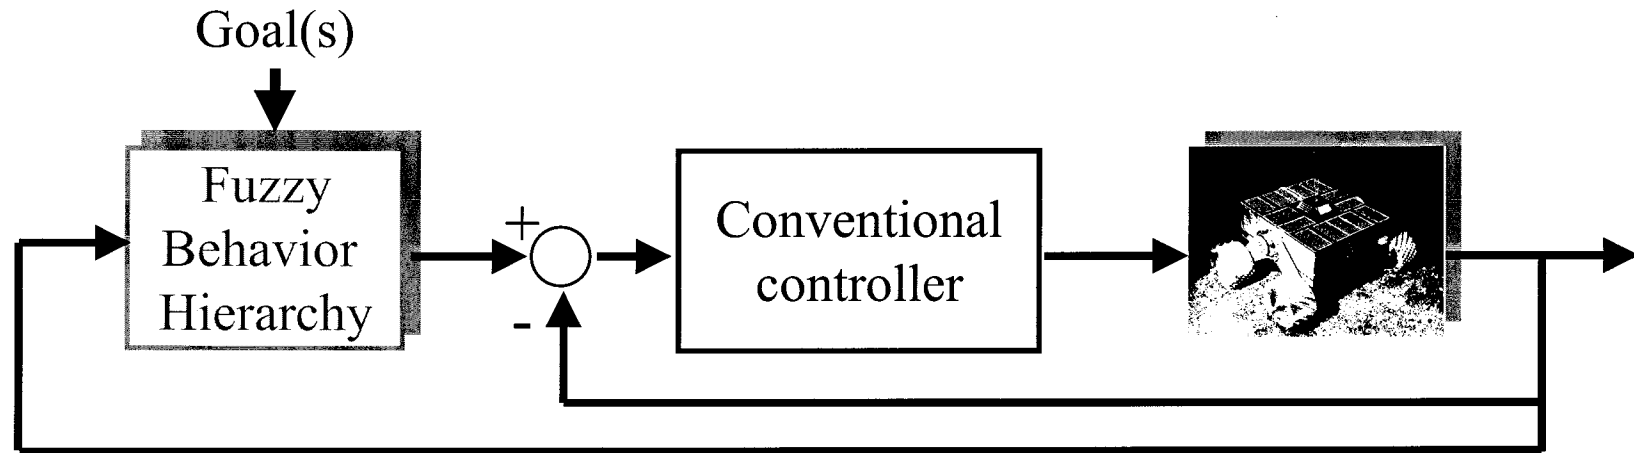 Goal(s)
Fuzzy
Behavior
Hierarchy
+
-
Conventional
controller